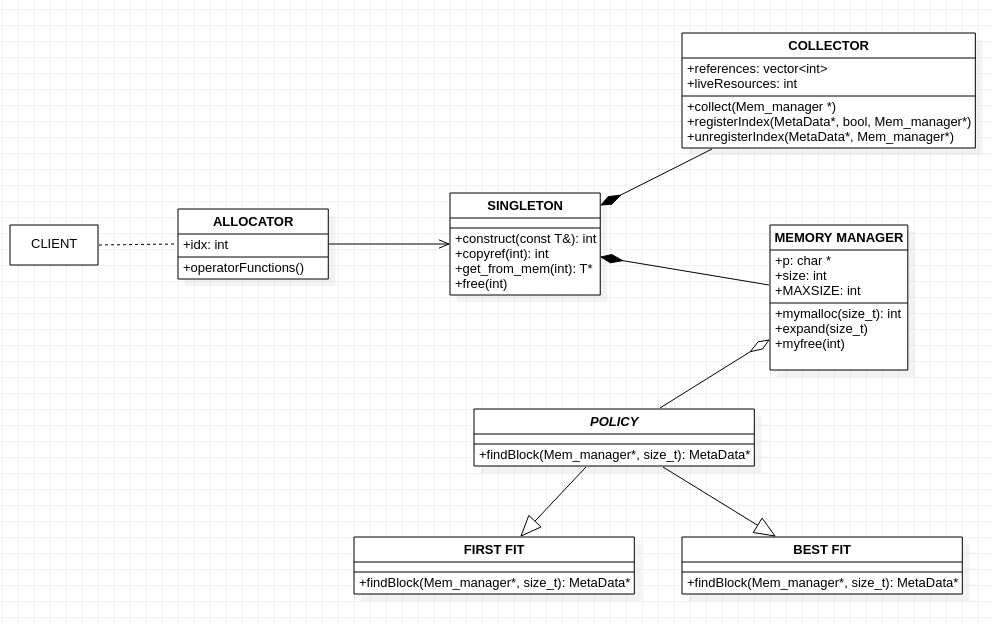 COLLECTOR
+references: vector<int>
+liveResources: int
+collect(Mem_manager *)
+registerIndex(MetaData*, bool, Mem_manager*)
+unregisterIndex(MetaData*, Mem_manager*)
CLIENT
ALLOCATOR
+idx: int
+operatorFunctions()
SINGLETON
+construct(const T&): int
+copyref(int): int
+get_from_mem(int): T*
+free(int)
MEMORY MANAGER
+p: char *
+size: int
+MAXSIZE: int
+mymalloc(size_t): int
+expand(size_t)
+myfree(int)
POLICY
+findBlock(Mem_manager*, size_t): MetaData*
FIRST FIT
+findBlock(Mem_manager*, size_t): MetaData*
BEST FIT
+findBlock(Mem_manager*, size_t): MetaData*